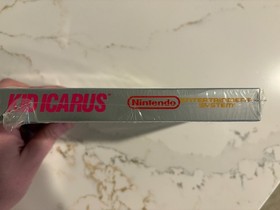 KID ICARUS
Nintendo ENTERTAINMENT
SYSTEM